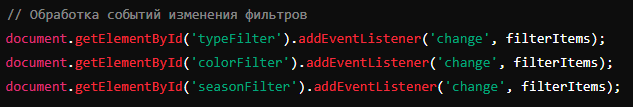 // Обработка событий изменения фильтров
document.getElementById('typeFilter').addEventListener('change', filterItems);
document.getElementById('colorFilter').addEventListener('change', filterItems);
document.getElementById('seasonFilter').addEventListener('change', filterItems);